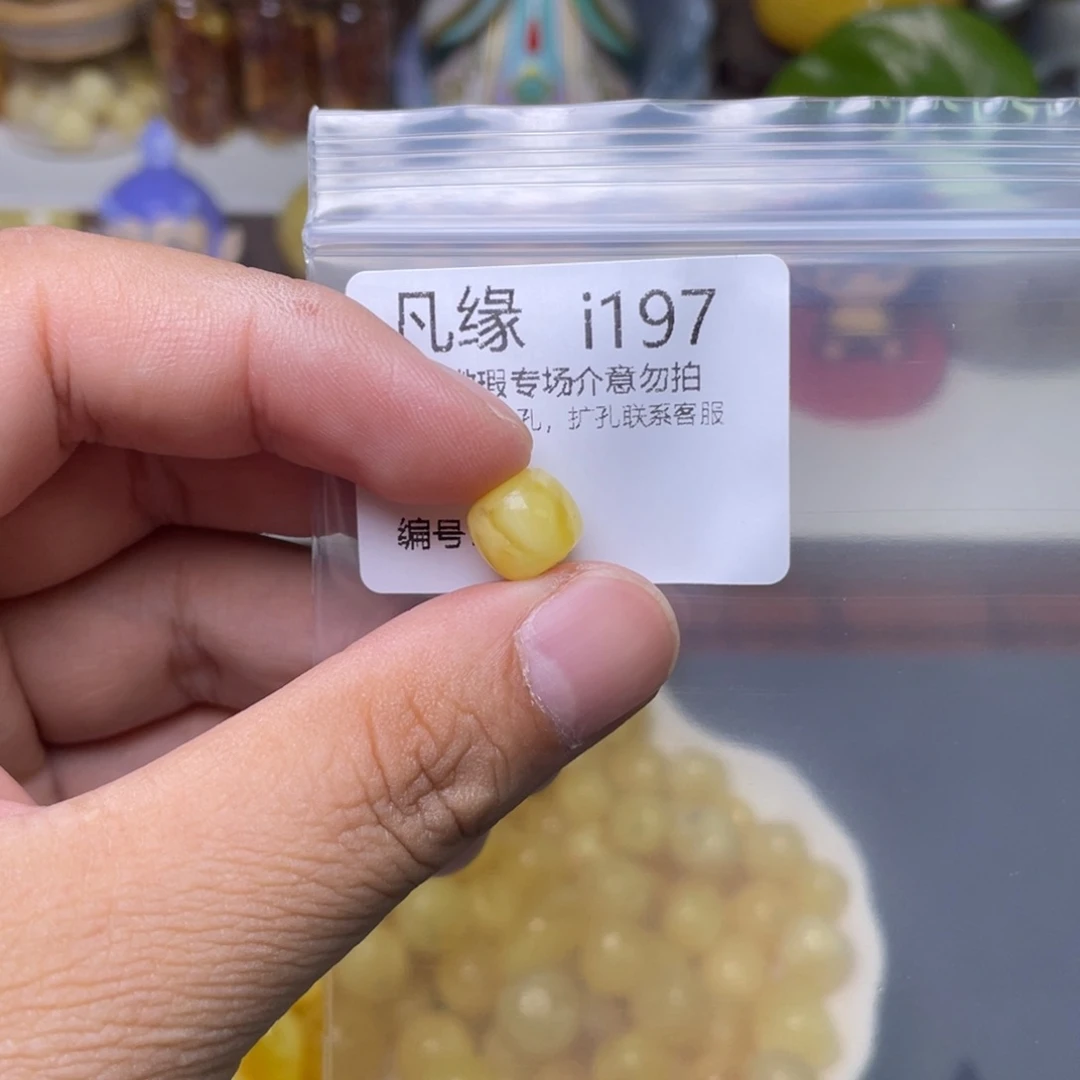 凡缘 i197
瑕专场介意勿拍
孔，扩孔联系客服
编号